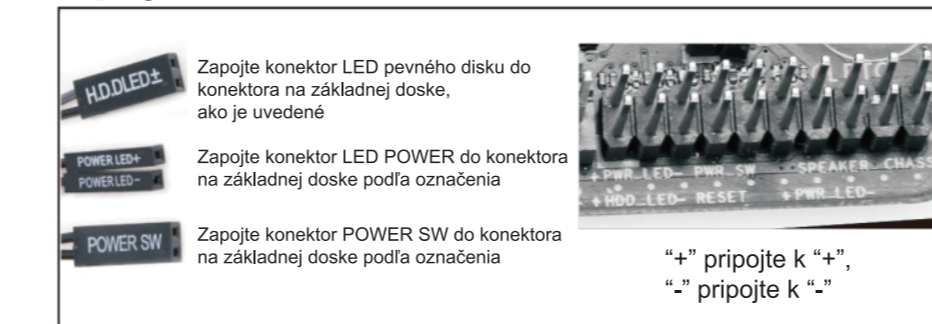 H.D.DLED±
Zapojte konektor LED pevného disku do
konektora na základnej doske,
ako je uvedené
POWER LED+
POWER LED-
Zapojte konektor LED POWER do konektora
na základnej doske podľa označenia
POWER SW
Zapojte konektor POWER SW do konektora
na základnej doske podľa označenia
+PWR_LED- PWR_SW SPEAKER CHASS
+HDD_LED- RESET +PWR_LED-
“+” pripojte k “+”,
“-” pripojte k “-”